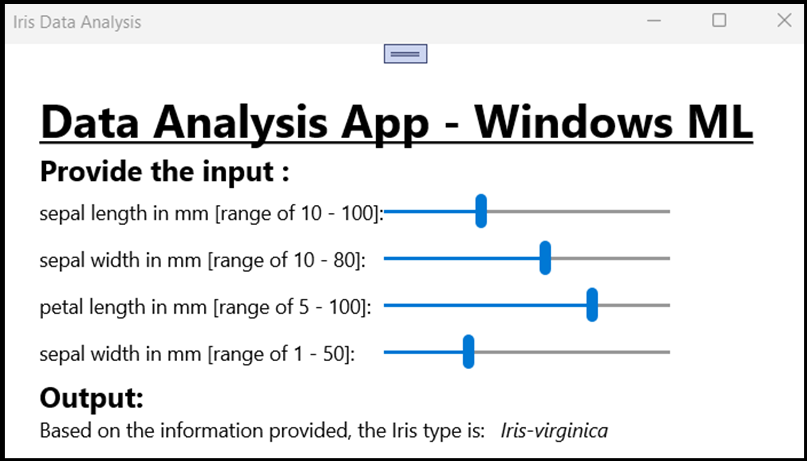 Iris Data Analysis
Data Analysis App - Windows ML
Provide the input :
sepal length in mm [range of 10 - 100]:
sepal width in mm [range of 10 - 80]:
petal length in mm [range of 5 - 100]:
sepal width in mm [range of 1 - 50]:
Output:
Based on the information provided, the Iris type is: Iris-virginica